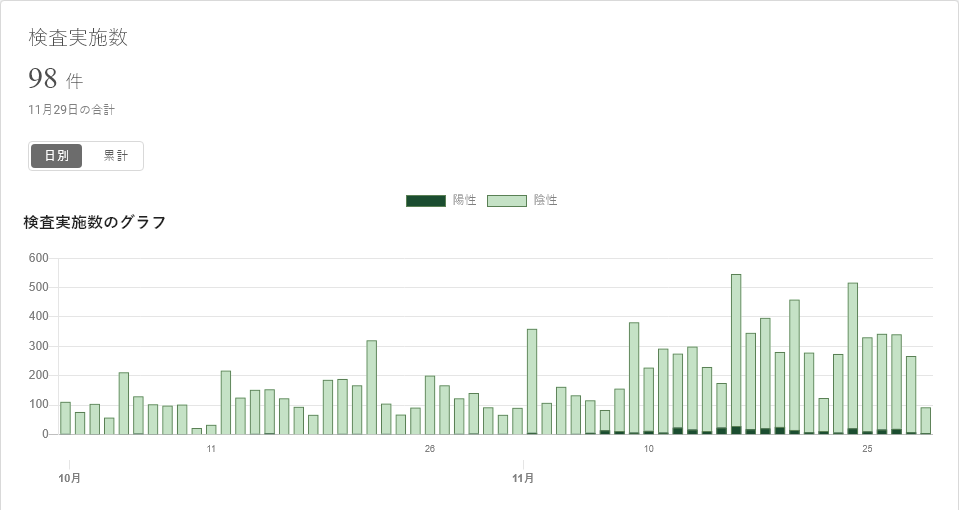 検査実施数
98 件
11月29日の合計
日別 累計
陽性 陰性
検査実施数のグラフ
600
500
400
300
200
100
0
11 26 10 25
10月 11月